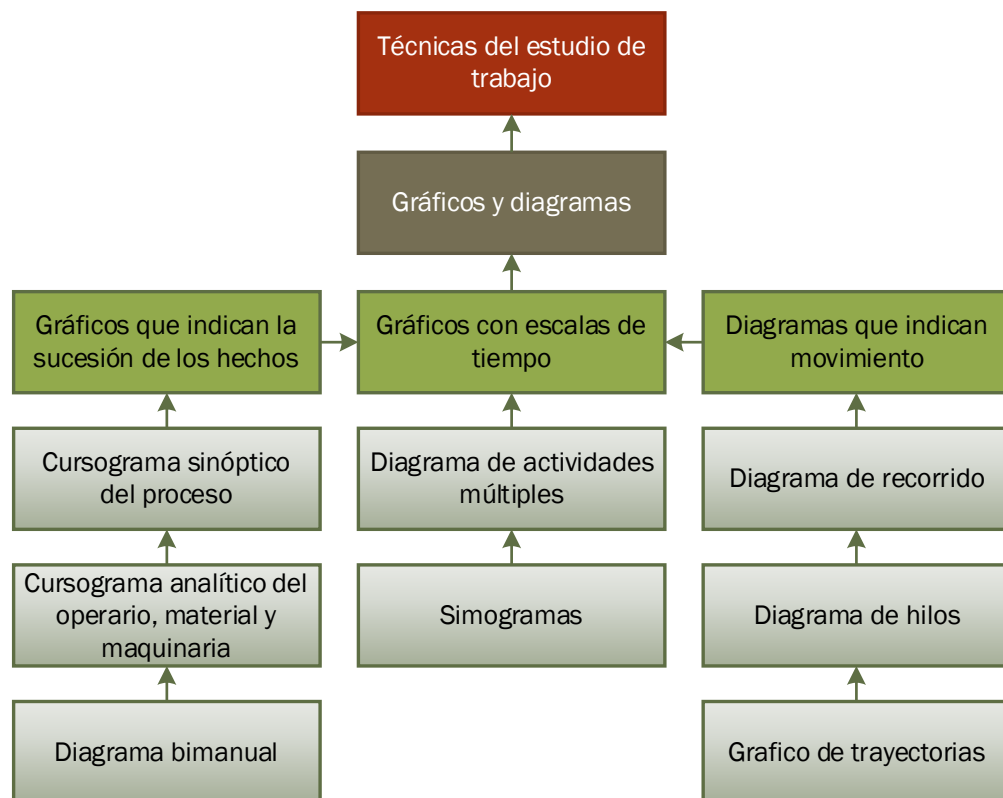 Técnicas del estudio de
trabajo
Gráficos y diagramas
Gráficos que indican la
sucesión de los hechos
Gráficos con escalas de
tiempo
Diagramas que indican
movimiento
Cursograma sinóptico
del proceso
Diagrama de actividades
múltiples
Diagrama de recorrido
Cursograma analítico del
operario, material y
maquinaria
Simogramas
Diagrama de hilos
Diagrama bimanual
Grafico de trayectorias